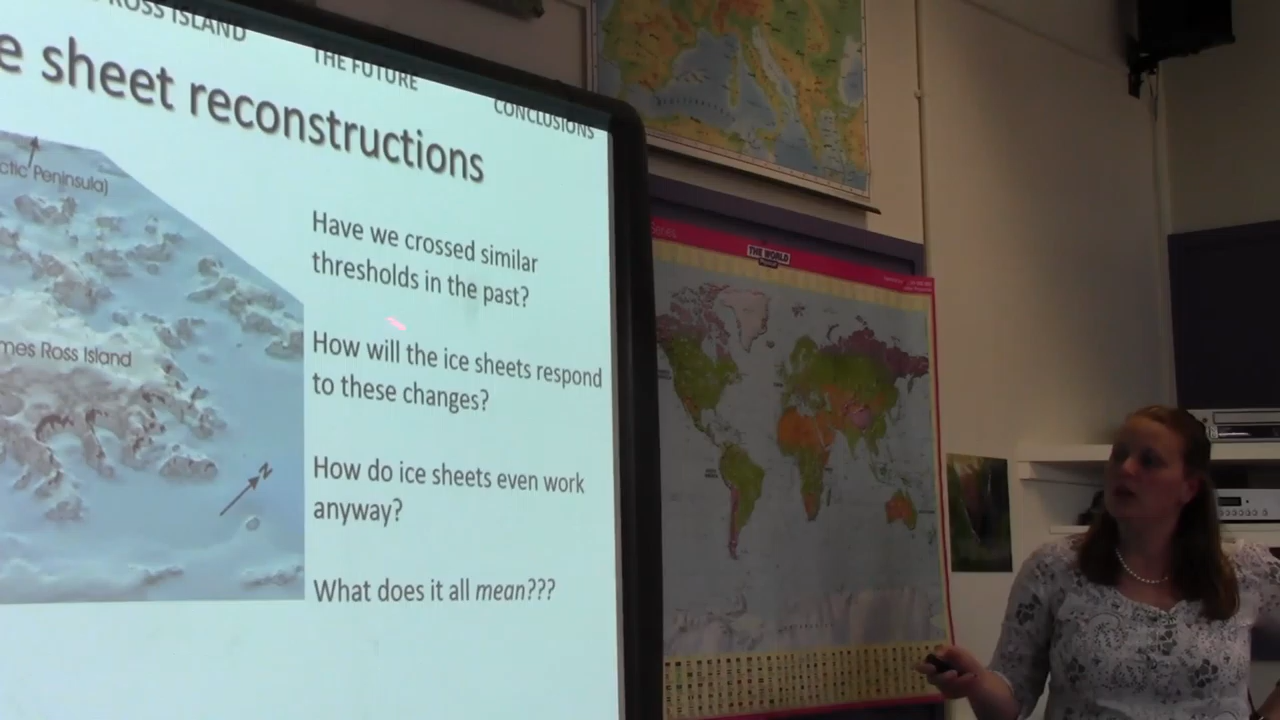 ROSS ISLAND
THE FUTURE
CONCLUSIONS
e sheet reconstructions
ctic Peninsula)
mes Ross Island
N
Have we crossed similar
thresholds in the past?
How will the ice sheets respond
to these changes?
How do ice sheets even work
anyway?
What does it all mean???
THE WORLD